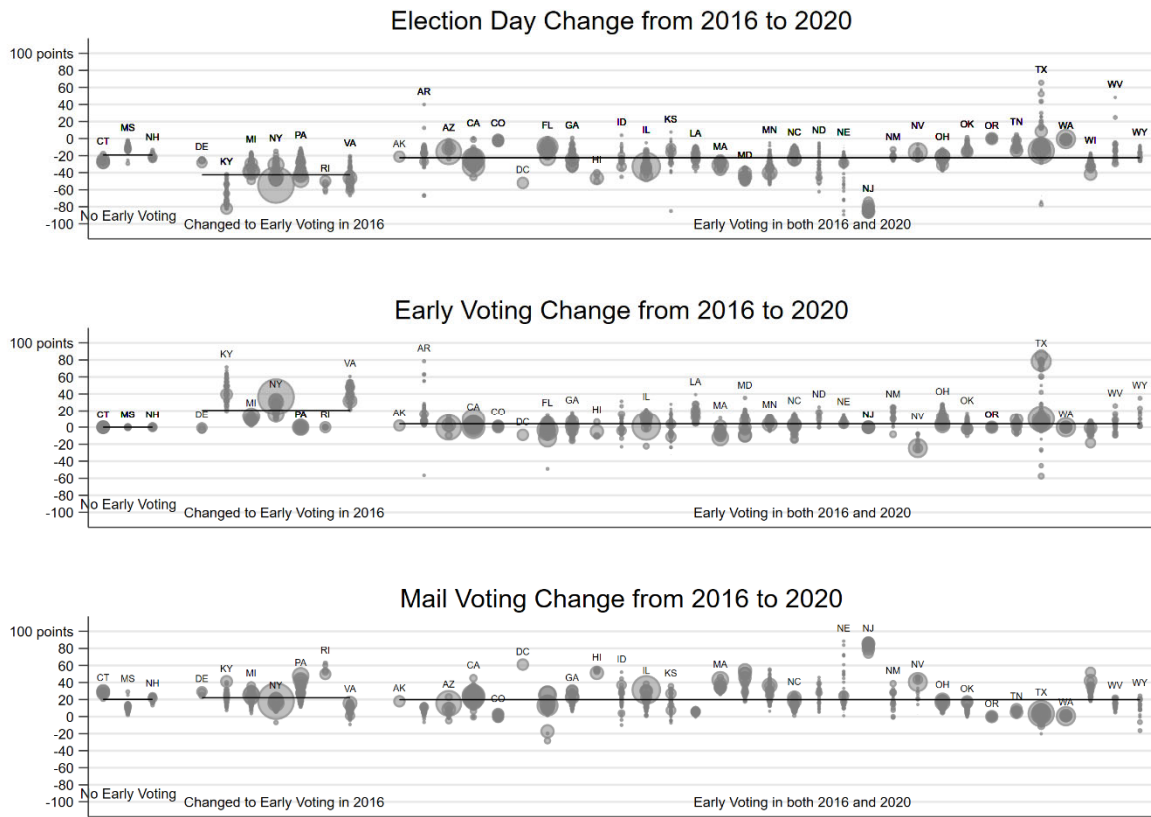 Election Day Change from 2016 to 2020
100 points
80
60
40
20
0
-20
-40
-60
-80
-100
CT MS NH DE KY MI NY PA RI VA AK AR AZ CA CO DC FL GA HI ID IL KS LA MA MD MN NC ND NE NJ NM NV OH OK OR TN TX WA WI WV WY
No Early Voting
Changed to Early Voting in 2016
Early Voting in both 2016 and 2020
Early Voting Change from 2016 to 2020
100 points
80
60
40
20
0
-20
-40
-60
-80
-100
CT MS NH DE KY MI NY PA RI VA AK AR CA CO DC FL GA HI IL LA MA MD MN NC ND NE NJ NM NV OH OK OR TX WA WV WY
No Early Voting
Changed to Early Voting in 2016
Early Voting in both 2016 and 2020
Mail Voting Change from 2016 to 2020
100 points
80
60
40
20
0
-20
-40
-60
-80
-100
CT MS NH DE KY MI NY PA RI VA AK AZ CA CO DC GA HI ID IL KS MA NC NE NJ NM NV OH OK OR TN TX WA WV WY
No Early Voting
Changed to Early Voting in 2016
Early Voting in both 2016 and 2020